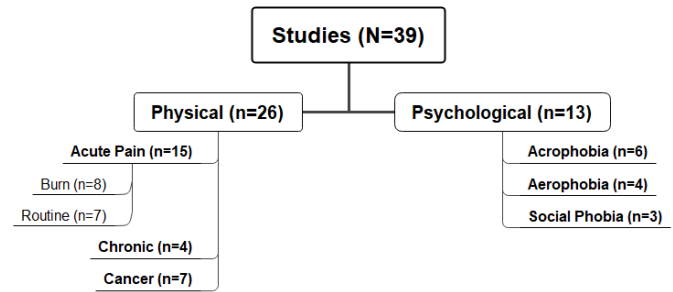 Studies (N=39)
Physical (n=26)
Psychological (n=13)
Acute Pain (n=15)
Burn (n=8)
Routine (n=7)
Chronic (n=4)
Cancer (n=7)
Acrophobia (n=6)
Aerophobia (n=4)
Social Phobia (n=3)